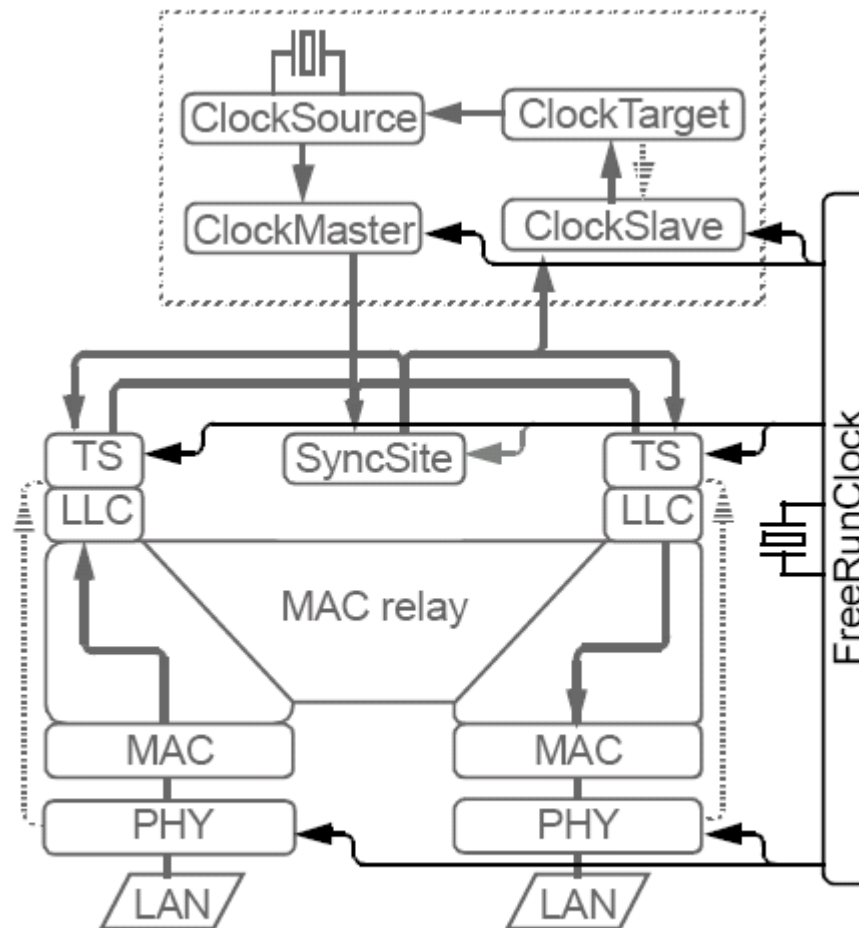 ClockSource ClockTarget
ClockMaster ClockSlave
TS SyncSite TS
LLC LLC
MAC relay
MAC MAC
PHY PHY
LAN LAN
FreeRunClock